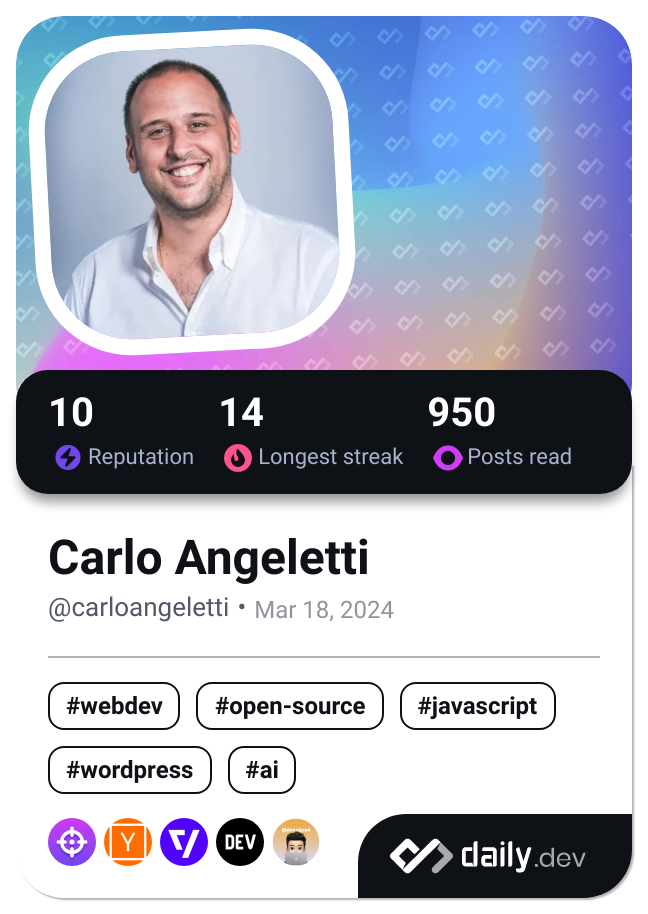 10 14 950
Reputation Longest streak Posts read
Carlo Angeletti
@carloangeletti • Mar 18, 2024
#webdev #open-source #javascript
#wordpress #ai
Y DEV
daily.dev